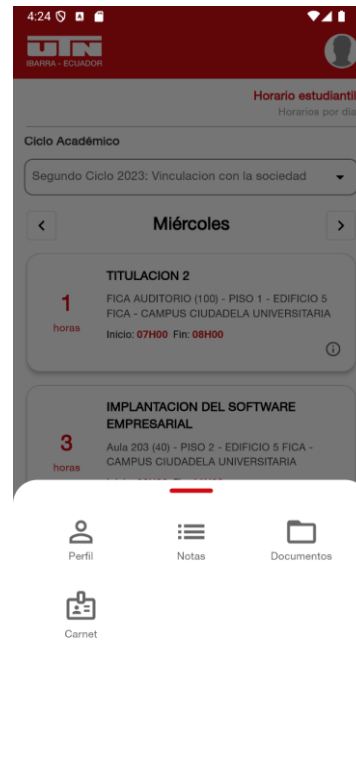 4:24
UTN
IBARRA - ECUADOR
Horario estudiantil
Horarios por día
Ciclo Académico
Segundo Ciclo 2023: Vinculacion con la sociedad
Miércoles
TITULACION 2
1
horas
FICA AUDITORIO (100) - PISO 1 - EDIFICIO 5
FICA - CAMPUS CIUDADELA UNIVERSITARIA
Inicio: 07H00 Fin: 08H00
IMPLANTACION DEL SOFTWARE
EMPRESARIAL
3
horas
Aula 203 (40) - PISO 2 - EDIFICIO 5 FICA -
CAMPUS CIUDADELA UNIVERSITARIA
Perfil
Notas
Documentos
Carnet